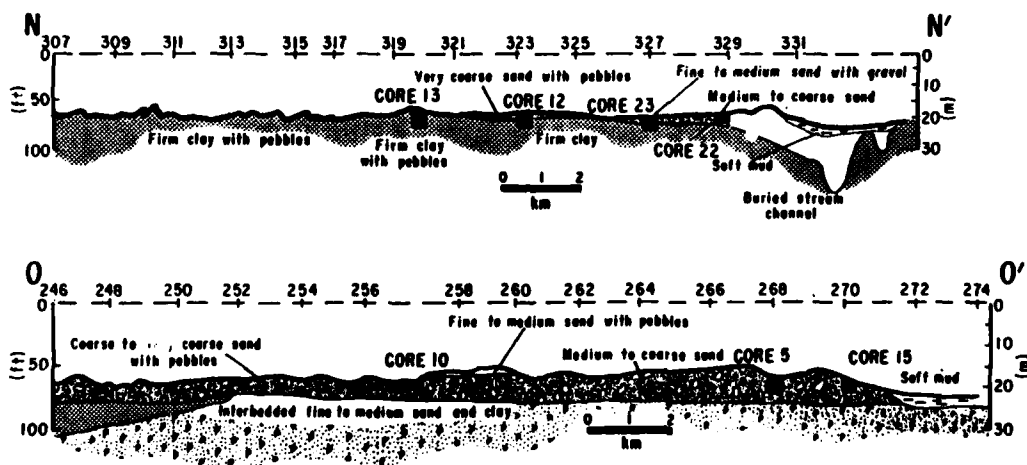 N N'
307 309 311 313 315 317 319 321 323 325 327 329 331
0 0
Very coarse sand with pebbles
Fine to medium sand with gravel
10
50
(ft)
CORE 13
CORE 12
CORE 23
Medium to coarse sand
20
(m)
Firm clay with pebbles
Firm clay
with pebbles
Firm clay
CORE 22
100
Soft mud
30
0 1 2
km
Buried stream
channel
O O'
246 248 250 252 254 256 258 260 262 264 266 268 270 272 274
0 0
Fine to medium sand with pebbles
10
Coarse to coarse sand
with pebbles
CORE 10
Medium to coarse sand
CORE 5
CORE 15
50
(ft)
Soft mud
20
(m)
Interbedded fine to medium sand and clay
0 1 2
km
100
30